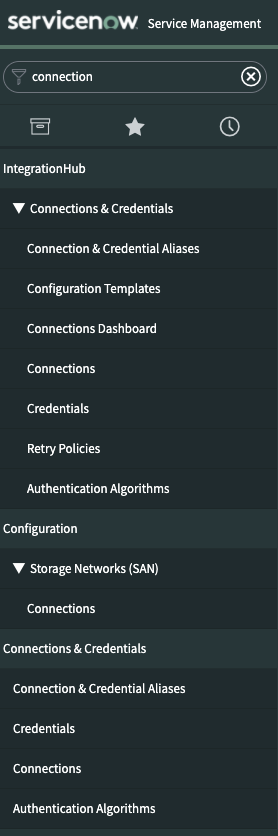 servicenow. Service Management
connection
IntegrationHub
Connections & Credentials
Connection & Credential Aliases
Configuration Templates
Connections Dashboard
Connections
Credentials
Retry Policies
Authentication Algorithms
Configuration
Storage Networks (SAN)
Connections
Connections & Credentials
Connection & Credential Aliases
Credentials
Connections
Authentication Algorithms